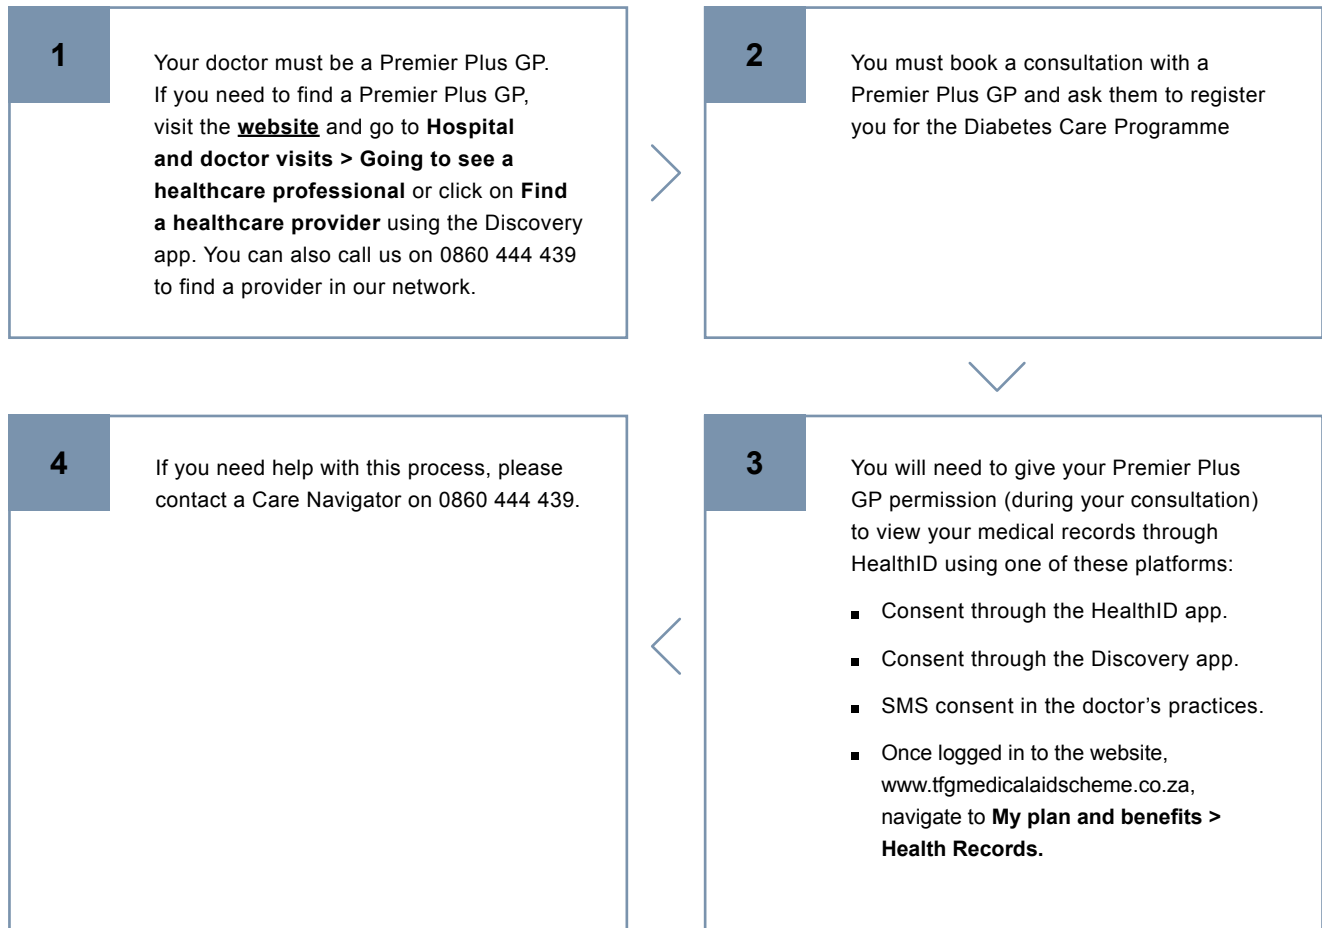 1
Your doctor must be a Premier Plus GP.
If you need to find a Premier Plus GP,
visit the website and go to Hospital
and doctor visits > Going to see a
healthcare professional or click on Find
a healthcare provider using the Discovery
app. You can also call us on 0860 444 439
to find a provider in our network.
2
You must book a consultation with a
Premier Plus GP and ask them to register
you for the Diabetes Care Programme
3
You will need to give your Premier Plus
GP permission (during your consultation)
to view your medical records through
HealthID using one of these platforms:
▪ Consent through the HealthID app.
▪ Consent through the Discovery app.
▪ SMS consent in the doctor’s practices.
▪ Once logged in to the website,
www.tfgmedicalaidscheme.co.za,
navigate to My plan and benefits >
Health Records.
4
If you need help with this process, please
contact a Care Navigator on 0860 444 439.